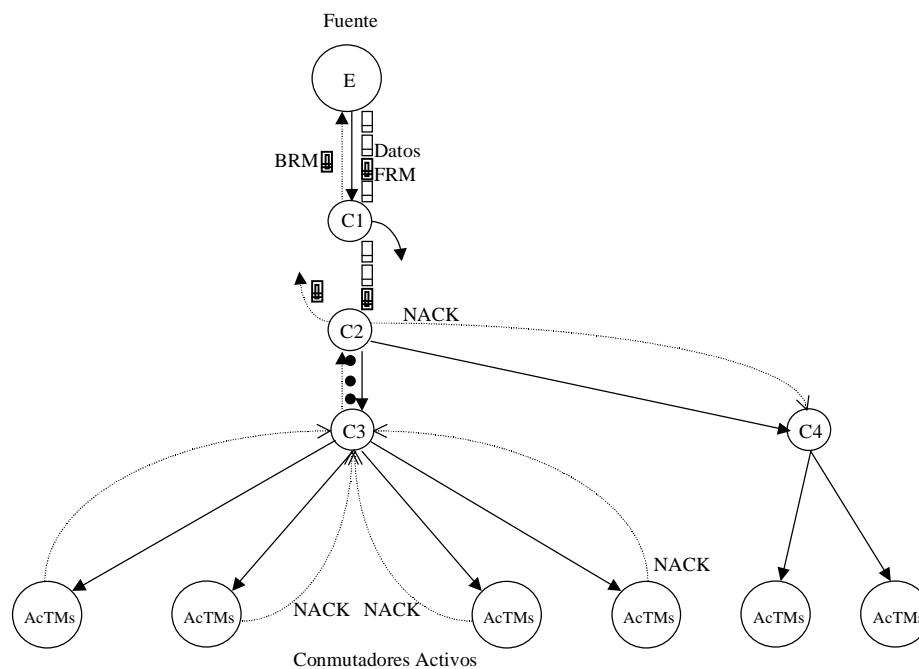 Fuente
E
BRM
Datos
FRM
C1
C2
NACK
C3
C4
NACK
AcTMs
AcTMs
NACK
NACK
AcTMs
AcTMs
AcTMs
AcTMs
Conmutadores Activos